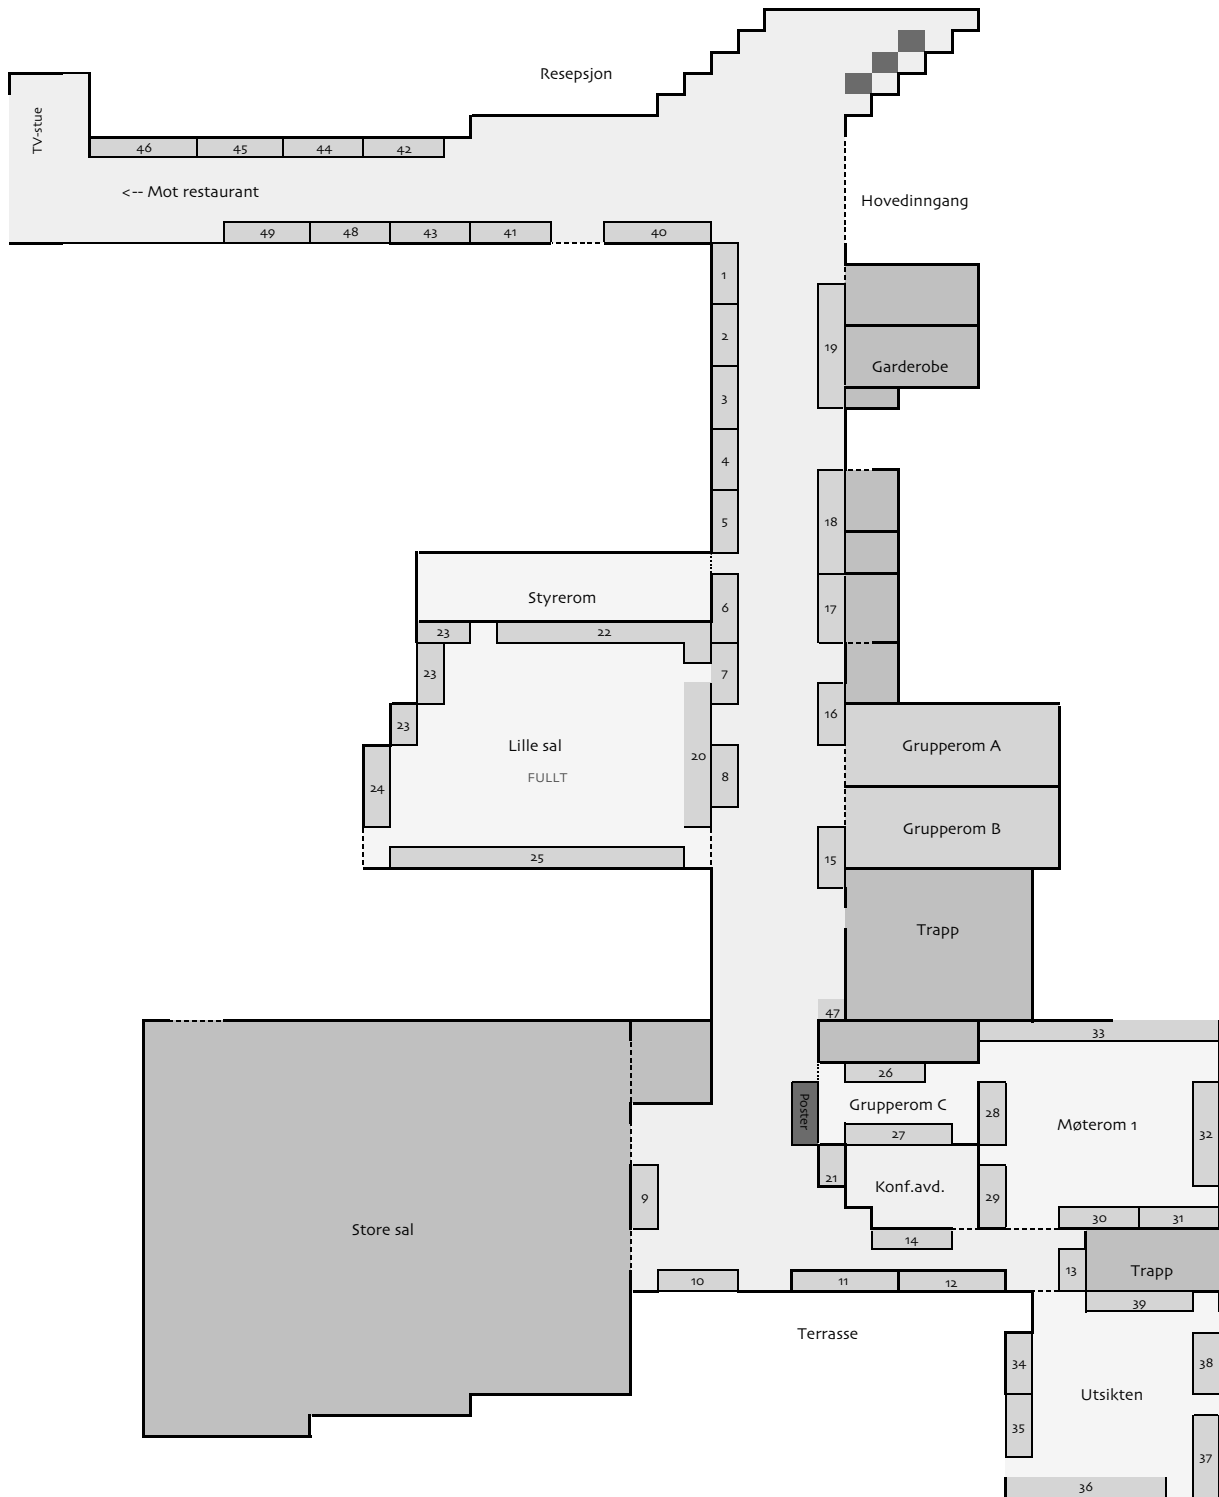 Resepsjon
TV-stue
46
45
44
42
<-- Mot restaurant
Hovedinngang
49
48
43
41
40
1
2
19
Garderobe
3
4
5
18
Styrerom
6
17
23
22
23
7
23
16
Lille sal
Grupperom A
FULLT
20
8
24
Grupperom B
25
15
Trapp
47
33
26
Poster
Grupperom C
28
Møterom 1
27
32
21
Konf.avd.
29
9
30
31
Store sal
14
13
Trapp
10
11
12
39
Terrasse
34
38
Utsikten
35
37
36